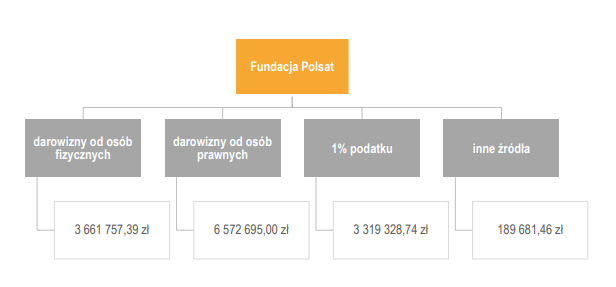 Fundacja Polsat
darowizny od osób
fizycznych
darowizny od osób
prawnych
1% podatku
inne źródła
3 661 757,39 zł
6 572 695,00 zł
3 319 328,74 zł
189 681,46 zł